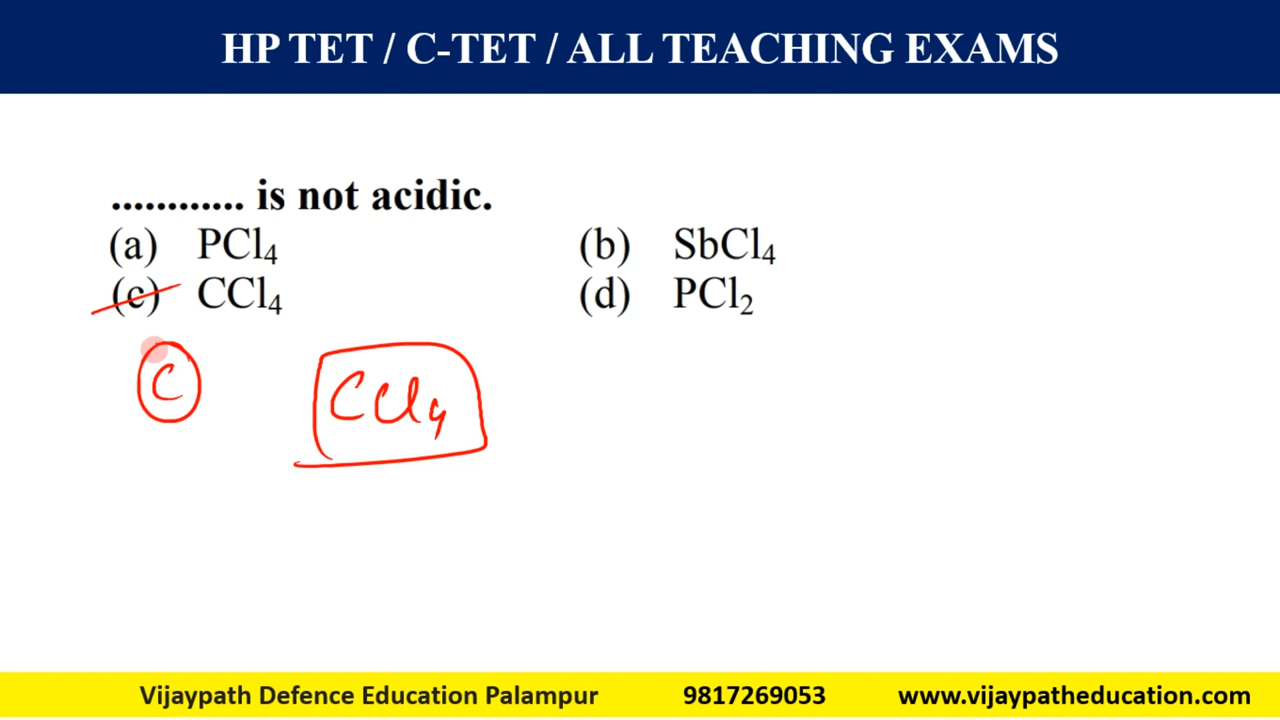 HP TET / C-TET / ALL TEACHING EXAMS
............ is not acidic.
(a) PCl₄ (b) SbCl₄
(c) CCl₄ (d) PCl₂
C CCl₄
Vijaypath Defence Education Palampur 9817269053 www.vijaypatheducation.com